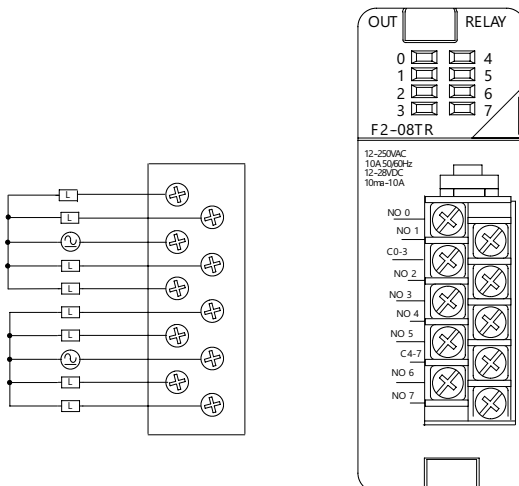 OUT RELAY
0 4
1 5
2 6
3 7
F2-08TR
12-250VAC
10A 50/60Hz
12-28VDC
10ma-10A
NO 0
NO 1
C0-3
NO 2
NO 3
NO 4
NO 5
C4-7
NO 6
NO 7
L
L
L
L
L
L
L
L